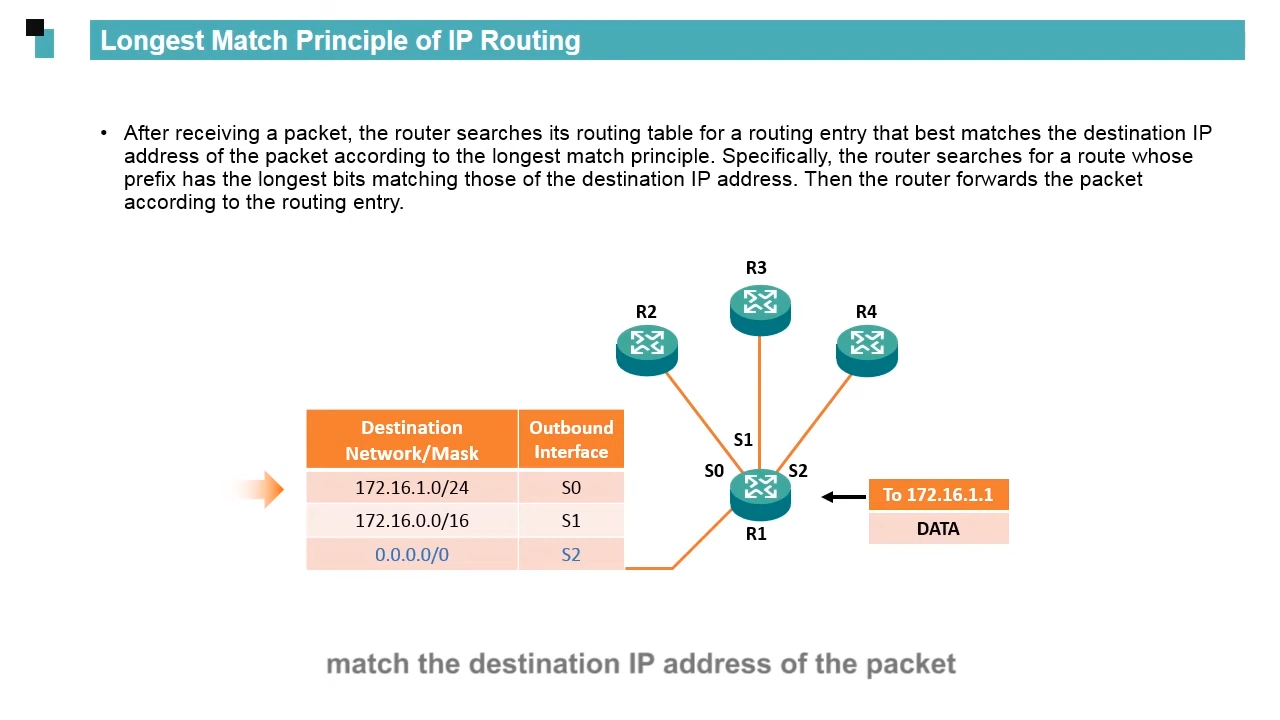 Longest Match Principle of IP Routing
• After receiving a packet, the router searches its routing table for a routing entry that best matches the destination IP
address of the packet according to the longest match principle. Specifically, the router searches for a route whose
prefix has the longest bits matching those of the destination IP address. Then the router forwards the packet
according to the routing entry.
R3
R2
R4
S1
S0
S2
R1
Destination
Network/Mask
Outbound
Interface
172.16.1.0/24 S0
172.16.0.0/16 S1
0.0.0.0/0 S2
To 172.16.1.1
DATA
match the destination IP address of the packet